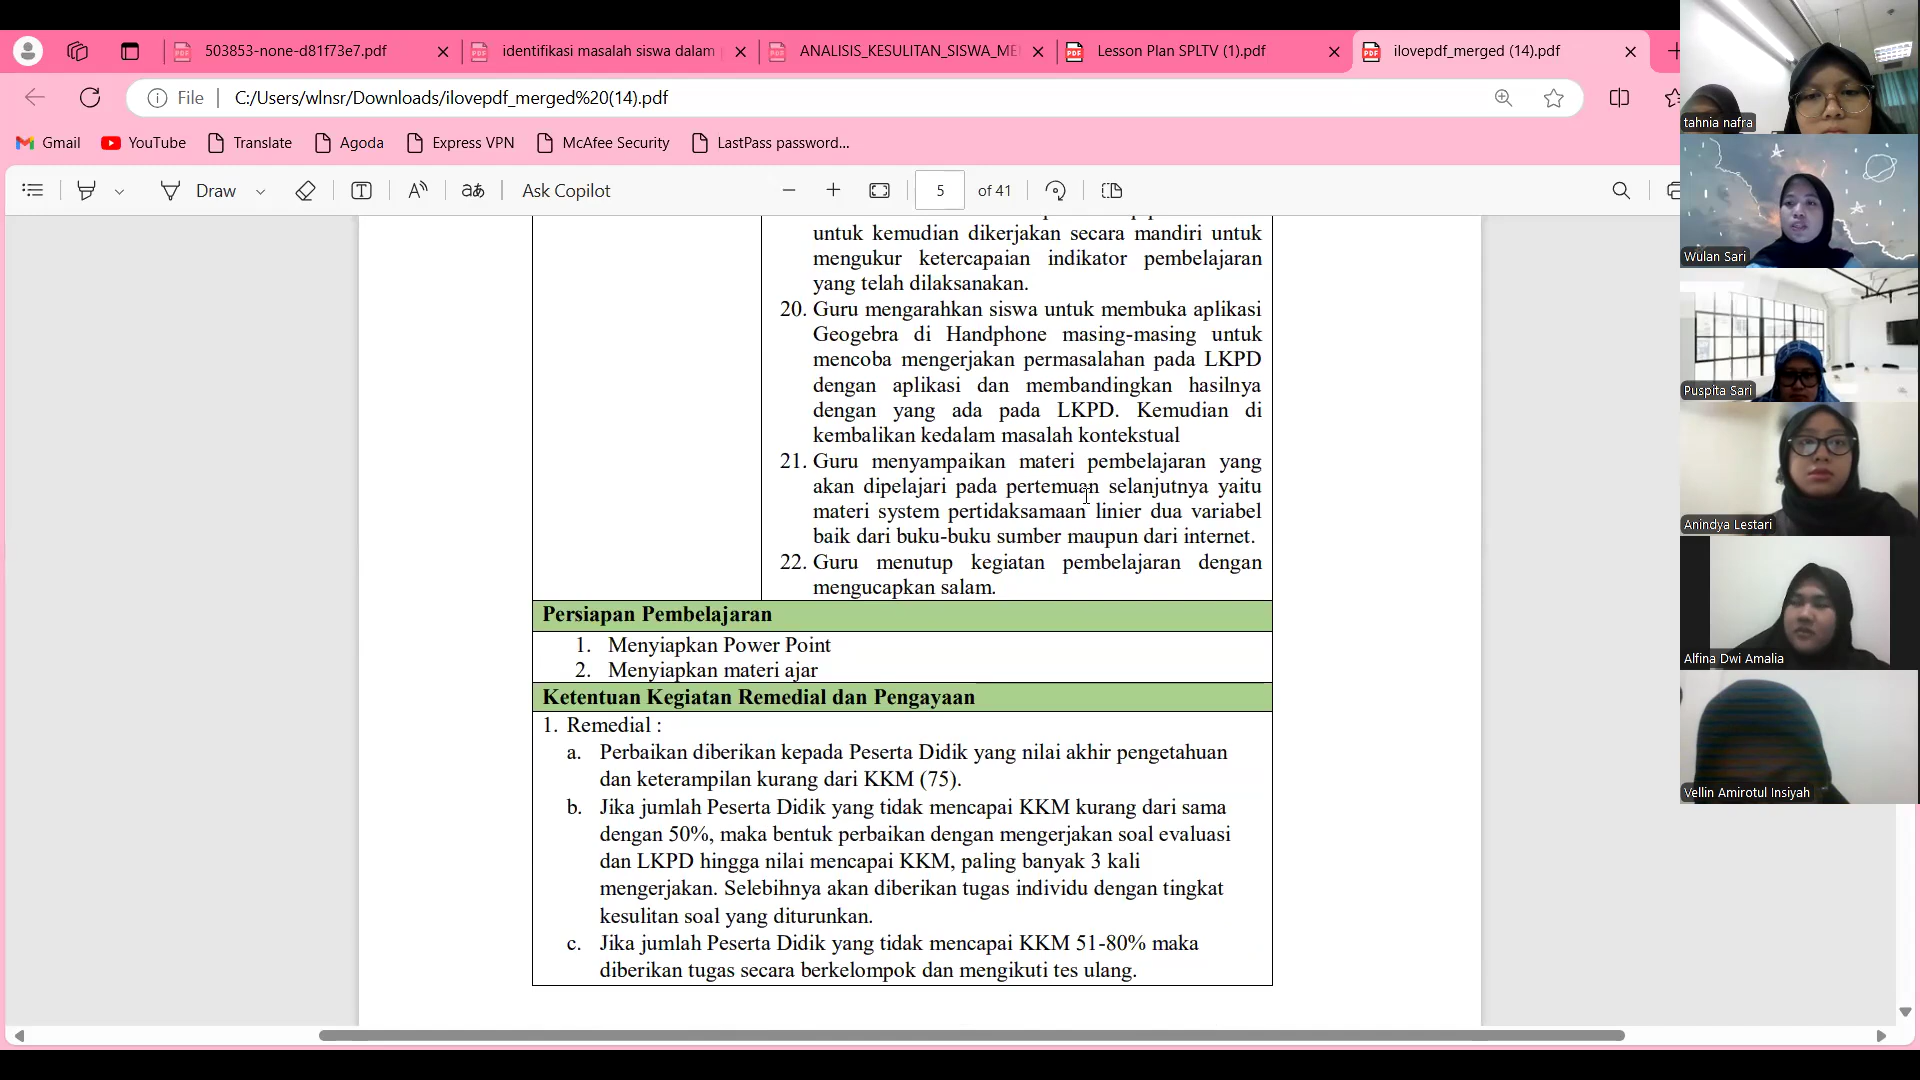 503853-none-d81f73e7.pdf
identifikasi masalah siswa dalam
ANALISIS_KESULITAN_SISWA_ME
Lesson Plan SPLTV (1).pdf
ilovepdf_merged (14).pdf
File
C:/Users/wlnsr/Downloads/ilovepdf_merged%20(14).pdf
Gmail
YouTube
Translate
Agoda
Express VPN
McAfee Security
LastPass password...
Draw
Ask Copilot
5 of 41
untuk kemudian dikerjakan secara mandiri untuk
mengukur ketercapaian indikator pembelajaran
yang telah dilaksanakan.
20. Guru mengarahkan siswa untuk membuka aplikasi
Geogebra di Handphone masing-masing untuk
mencoba mengerjakan permasalahan pada LKPD
dengan aplikasi dan membandingkan hasilnya
dengan yang ada pada LKPD. Kemudian di
kembalikan kedalam masalah kontekstual
21. Guru menyampaikan materi pembelajaran yang
akan dipelajari pada pertemuan selanjutnya yaitu
materi system pertidaksamaan linier dua variabel
baik dari buku-buku sumber maupun dari internet.
22. Guru menutup kegiatan pembelajaran dengan
mengucapkan salam.
Persiapan Pembelajaran
1. Menyiapkan Power Point
2. Menyiapkan materi ajar
Ketentuan Kegiatan Remedial dan Pengayaan
1. Remedial :
a. Perbaikan diberikan kepada Peserta Didik yang nilai akhir pengetahuan
dan keterampilan kurang dari KKM (75).
b. Jika jumlah Peserta Didik yang tidak mencapai KKM kurang dari sama
dengan 50%, maka bentuk perbaikan dengan mengerjakan soal evaluasi
dan LKPD hingga nilai mencapai KKM, paling banyak 3 kali
mengerjakan. Selebihnya akan diberikan tugas individu dengan tingkat
kesulitan soal yang diturunkan.
c. Jika jumlah Peserta Didik yang tidak mencapai KKM 51-80% maka
diberikan tugas secara berkelompok dan mengikuti tes ulang.
tahnia nafra
Wulan Sari
Puspita Sari
Anindya Lestari
Alfina Dwi Amalia
Vellin Amirotul Insiyah